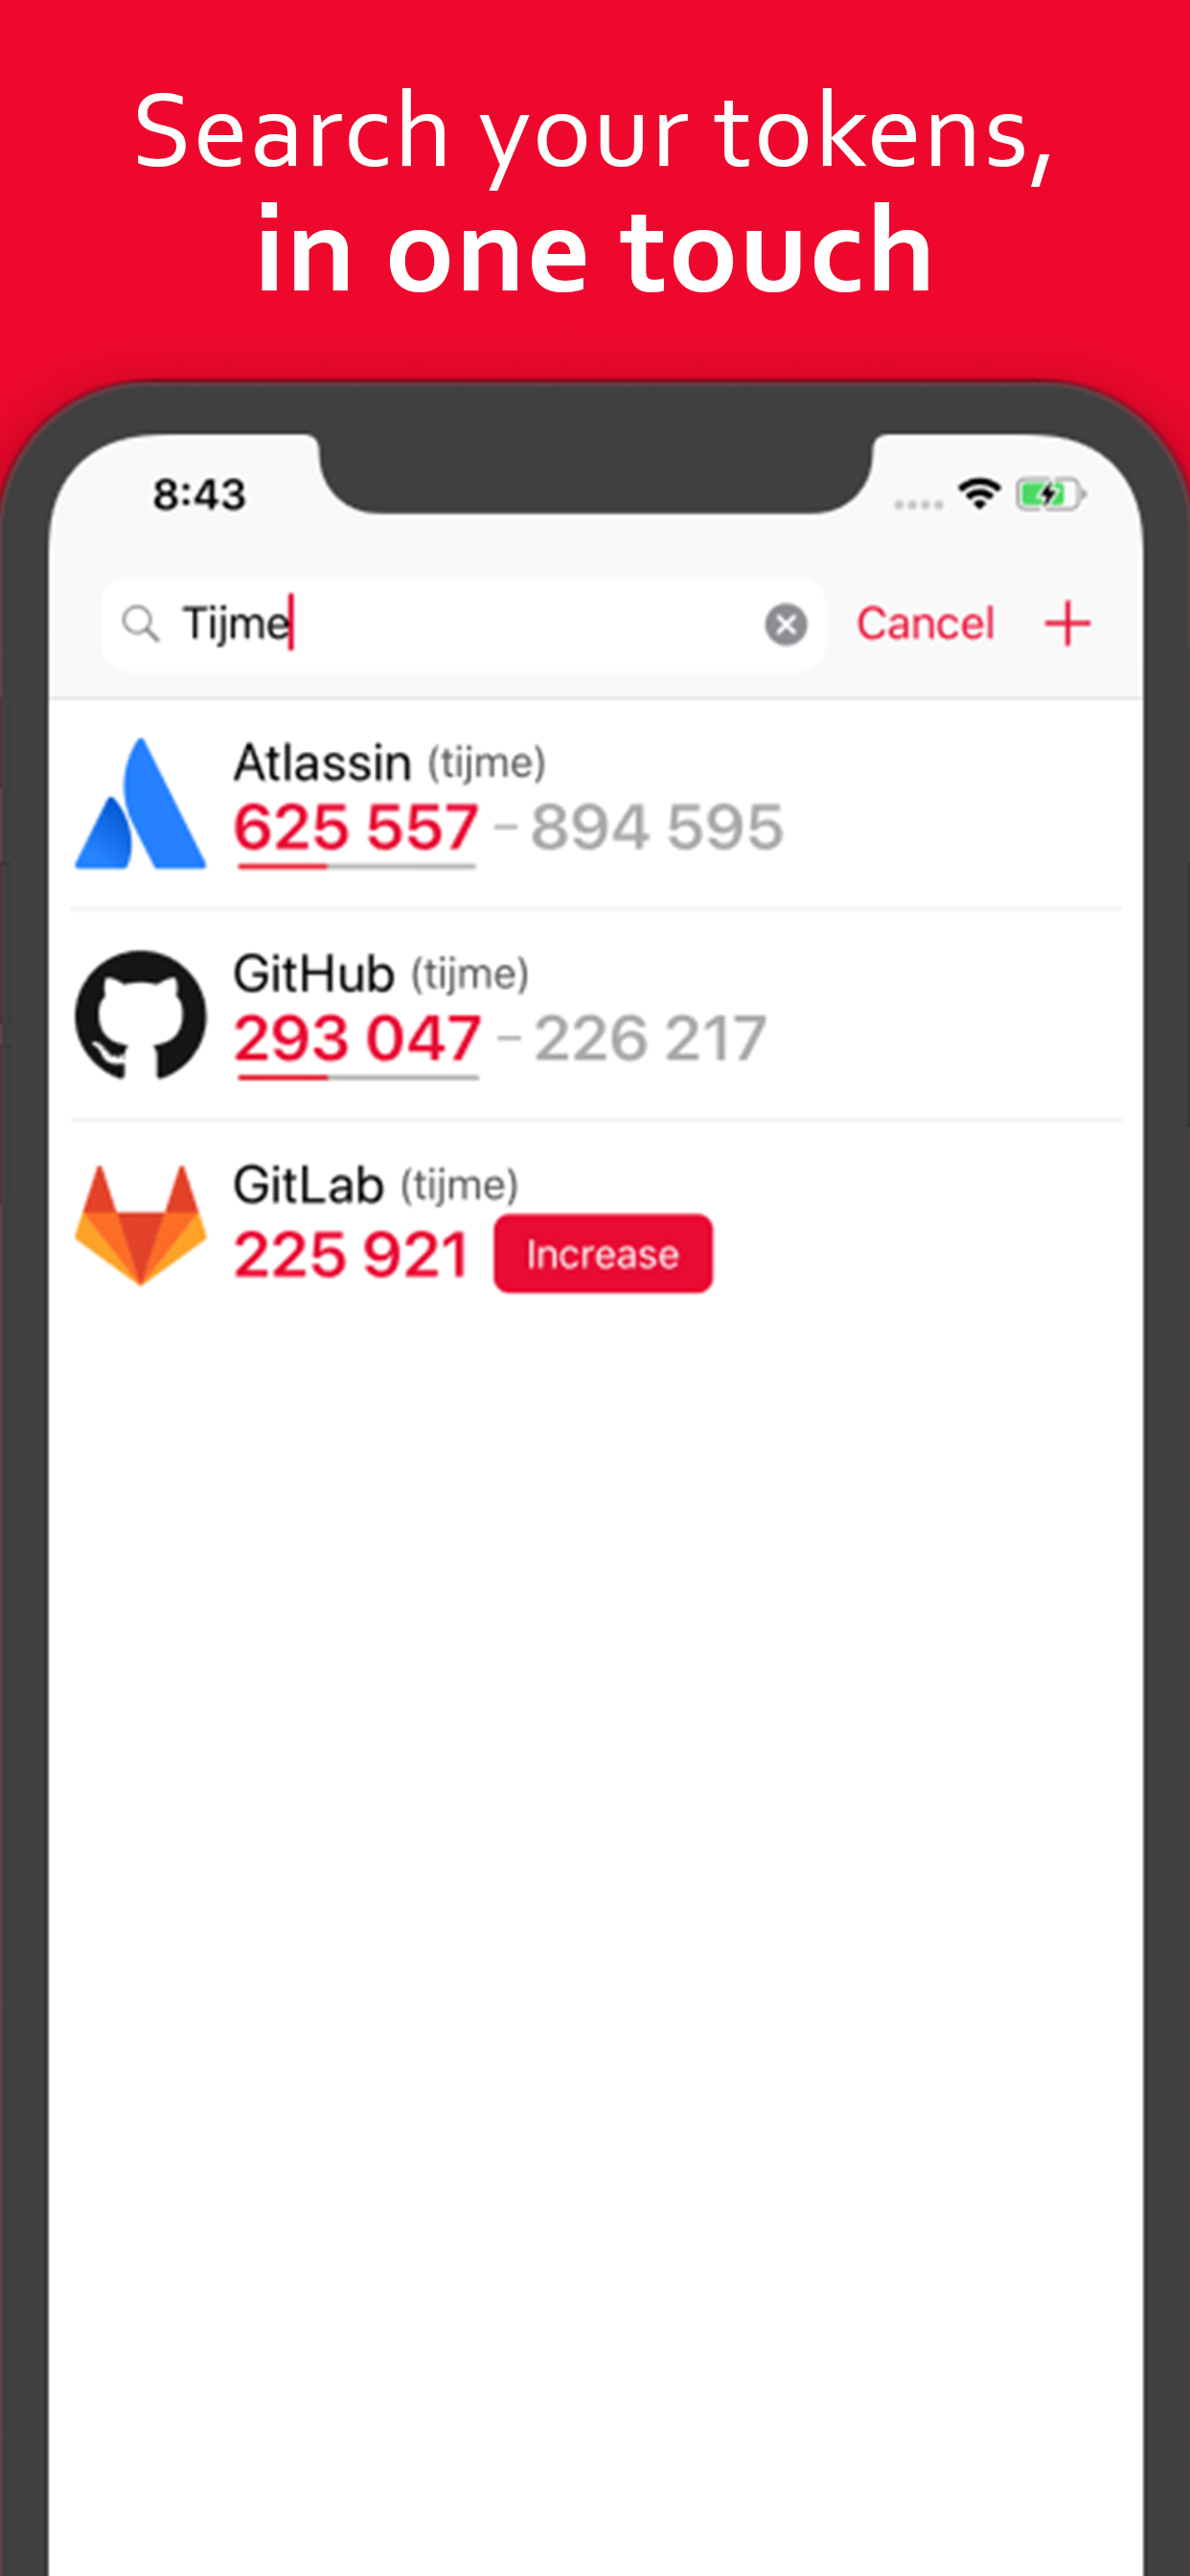 Search your tokens,
in one touch
8:43
Tijme
Cancel +
Atlassin (tijme)
625 557 – 894 595
GitHub (tijme)
293 047 – 226 217
GitLab (tijme)
225 921 Increase